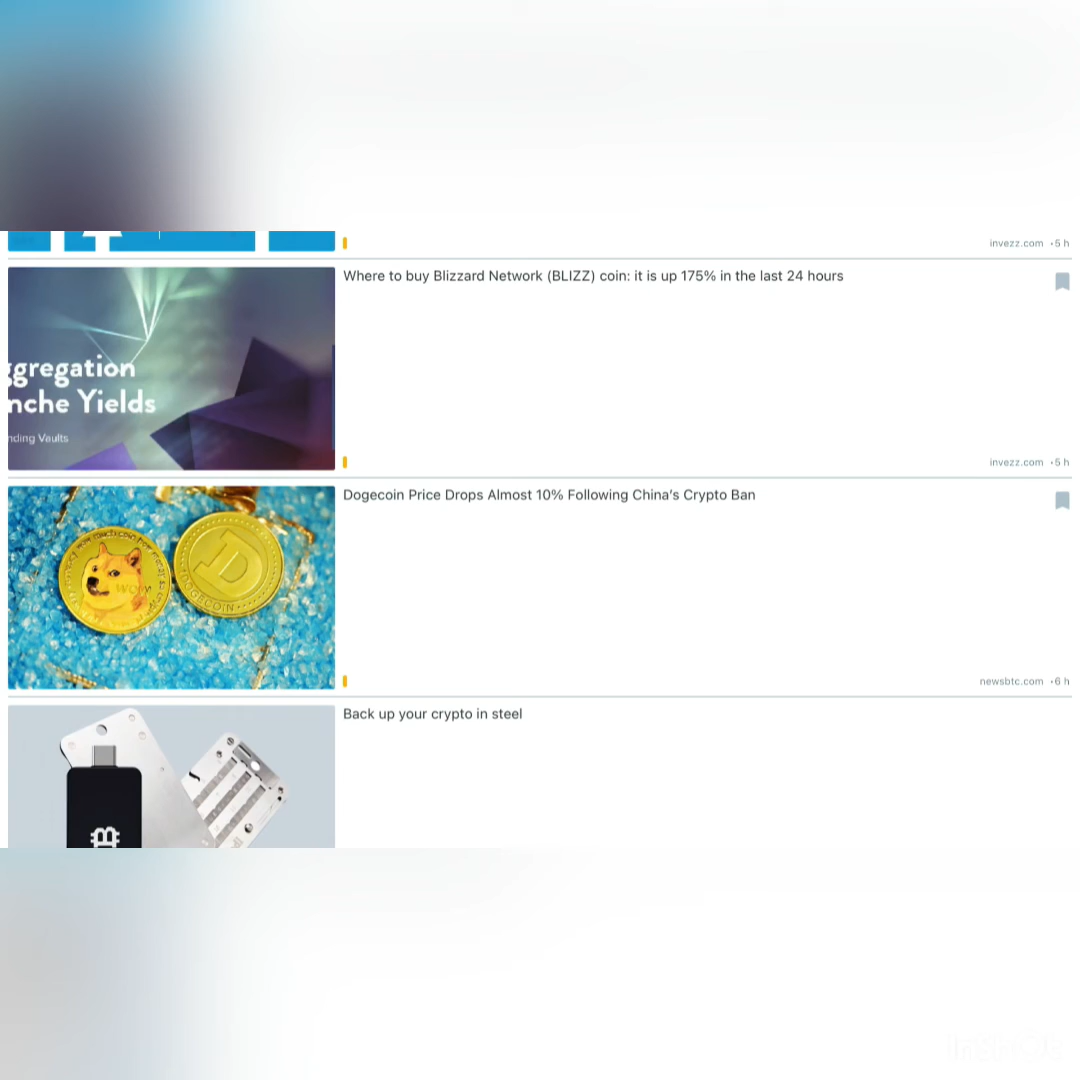 invezz.com • 5 h
Where to buy Blizzard Network (BLIZZ) coin: it is up 175% in the last 24 hours
ggregation
nche Yields
nding Vaults
invezz.com • 5 h
Dogecoin Price Drops Almost 10% Following China's Crypto Ban
WOW
DOGECOIN
newsbtc.com • 6 h
Back up your crypto in steel